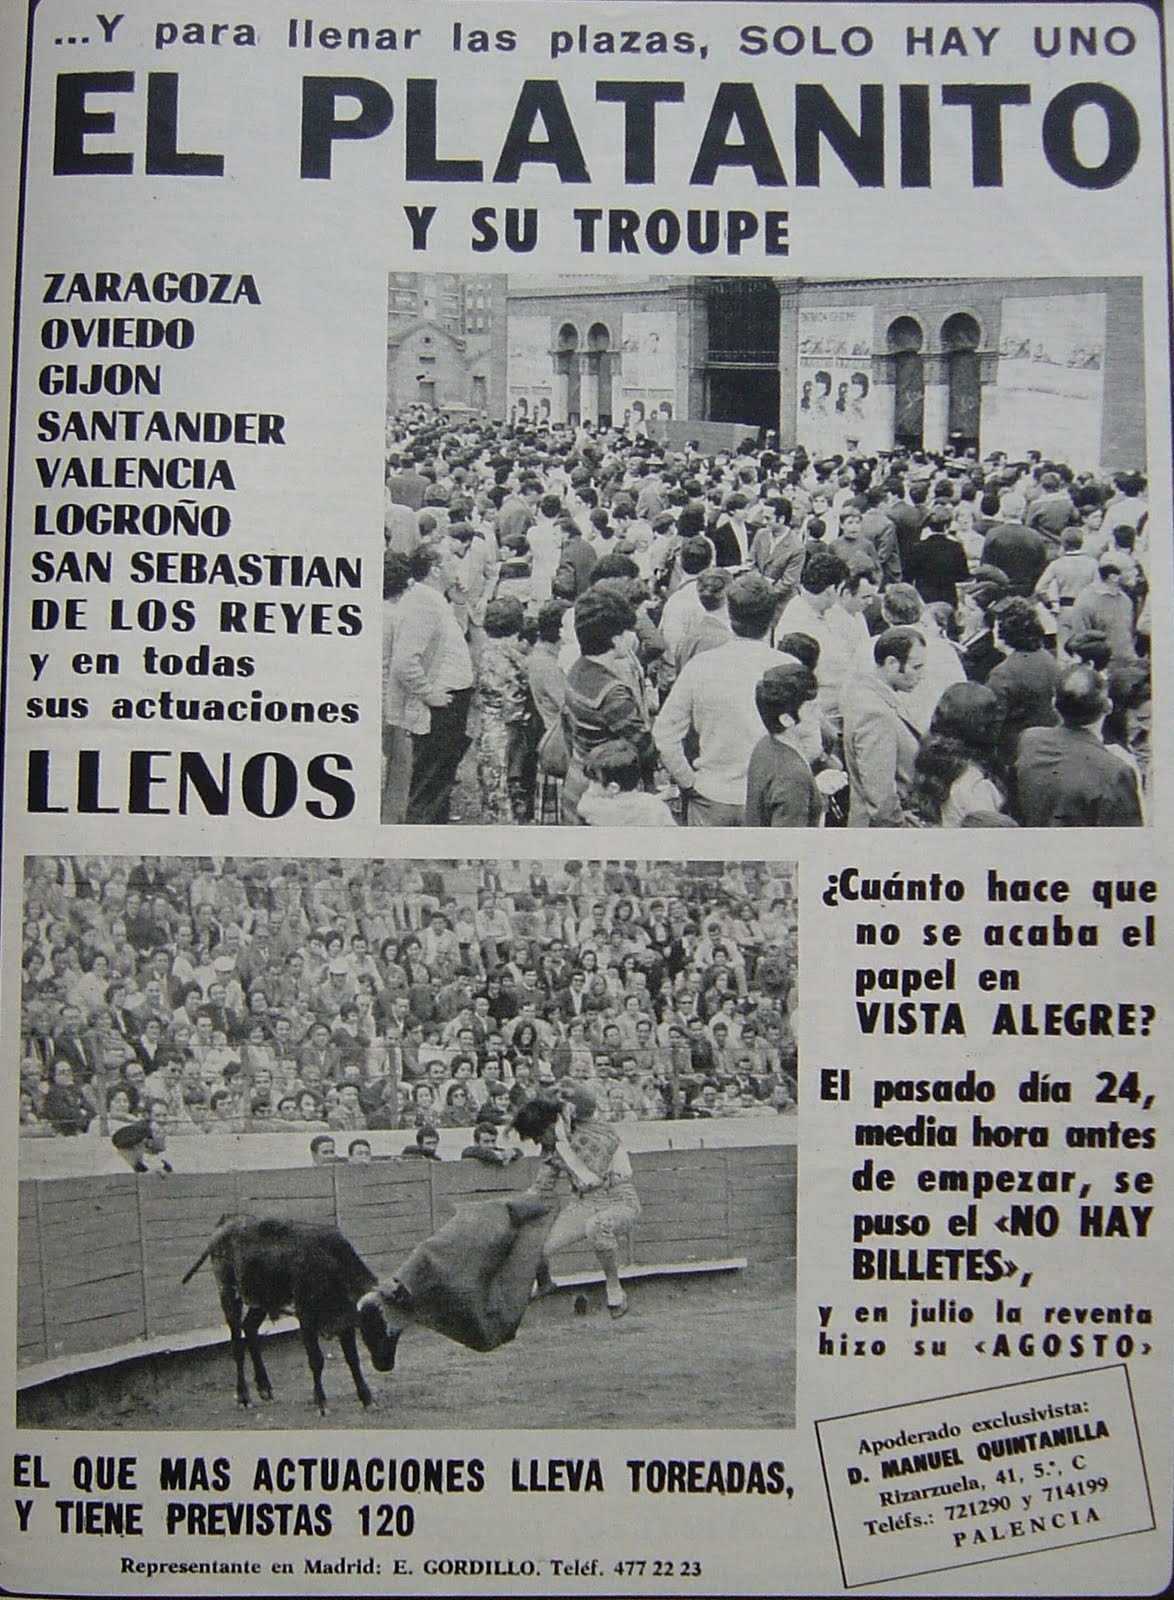 ...Y para llenar las plazas, SOLO HAY UNO
EL PLATANITO
Y SU TROUPE
ZARAGOZA
OVIEDO
GIJON
SANTANDER
VALENCIA
LOGROÑO
SAN SEBASTIAN
DE LOS REYES
y en todas
sus actuaciones
LLENOS
¿Cuánto hace que
no se acaba el
papel en
VISTA ALEGRE?
El pasado día 24,
media hora antes
de empezar, se
puso el «NO HAY
BILLETES»,
y en julio la reventa
hizo su «AGOSTO»
EL QUE MAS ACTUACIONES LLEVA TOREADAS,
Y TIENE PREVISTAS 120
Representante en Madrid: E. GORDILLO. Teléf. 477 22 23
Apoderado exclusivista:
D. MANUEL QUINTANILLA
Rizarzuela, 41, 5.°, C
Teléfs.: 721290 y 714199
PALENCIA